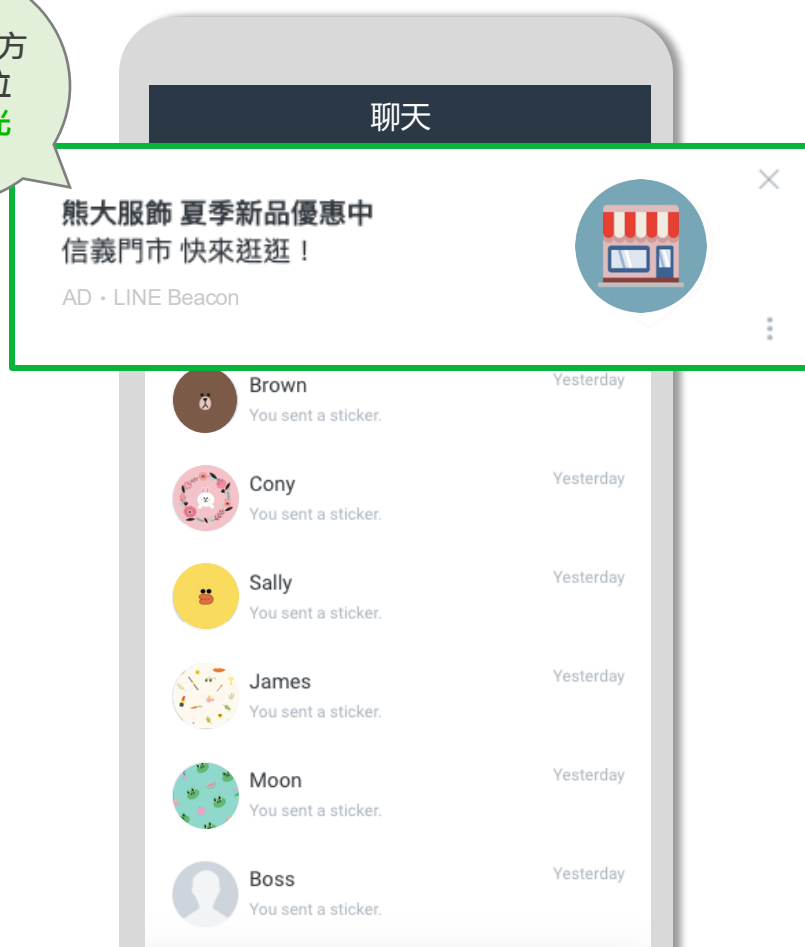 方
位
光
聊天
熊大服飾 夏季新品優惠中
信義門市 快來逛逛！
AD・LINE Beacon
Brown
Yesterday
You sent a sticker.
Cony
Yesterday
You sent a sticker.
Sally
Yesterday
You sent a sticker.
James
Yesterday
You sent a sticker.
Moon
Yesterday
You sent a sticker.
Boss
Yesterday
You sent a sticker.